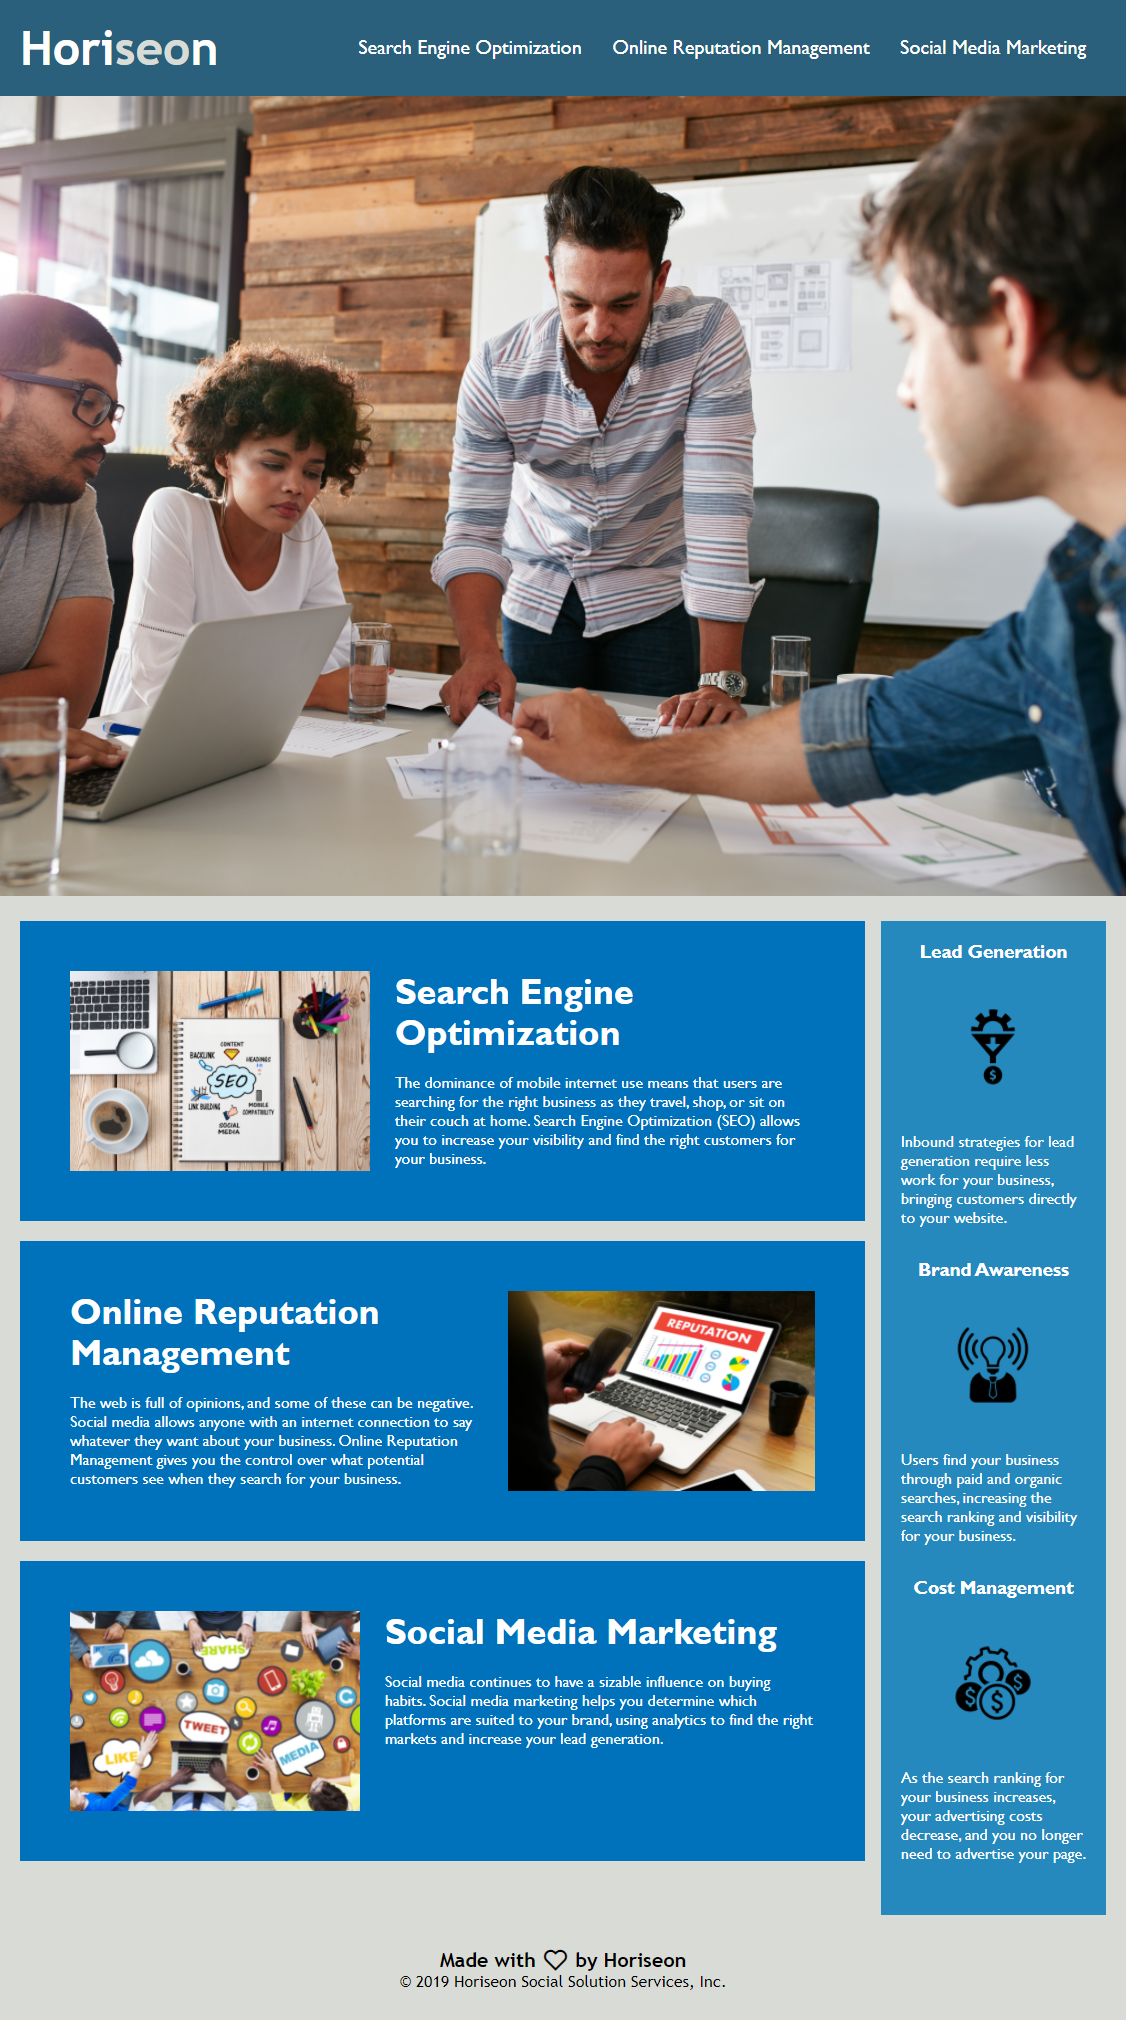 Horiseon
Search Engine Optimization
Online Reputation Management
Social Media Marketing
CONTENT
BACKLINK
HEADINGS
SEO
LINK BUILDING
MOBILE
COMPATIBILITY
SOCIAL
MEDIA
Search Engine
Optimization
The dominance of mobile internet use means that users are
searching for the right business as they travel, shop, or sit on
their couch at home. Search Engine Optimization (SEO) allows
you to increase your visibility and find the right customers for
your business.
Online Reputation
Management
The web is full of opinions, and some of these can be negative.
Social media allows anyone with an internet connection to say
whatever they want about your business. Online Reputation
Management gives you the control over what potential
customers see when they search for your business.
REPUTATION
SHARE
TWEET
LIKE
MEDIA
Social Media Marketing
Social media continues to have a sizable influence on buying
habits. Social media marketing helps you determine which
platforms are suited to your brand, using analytics to find the right
markets and increase your lead generation.
Lead Generation
$
Inbound strategies for lead
generation require less
work for your business,
bringing customers directly
to your website.
Brand Awareness
Users find your business
through paid and organic
searches, increasing the
search ranking and visibility
for your business.
Cost Management
$ $ $
As the search ranking for
your business increases,
your advertising costs
decrease, and you no longer
need to advertise your page.
Made with ♡ by Horiseon
© 2019 Horiseon Social Solution Services, Inc.